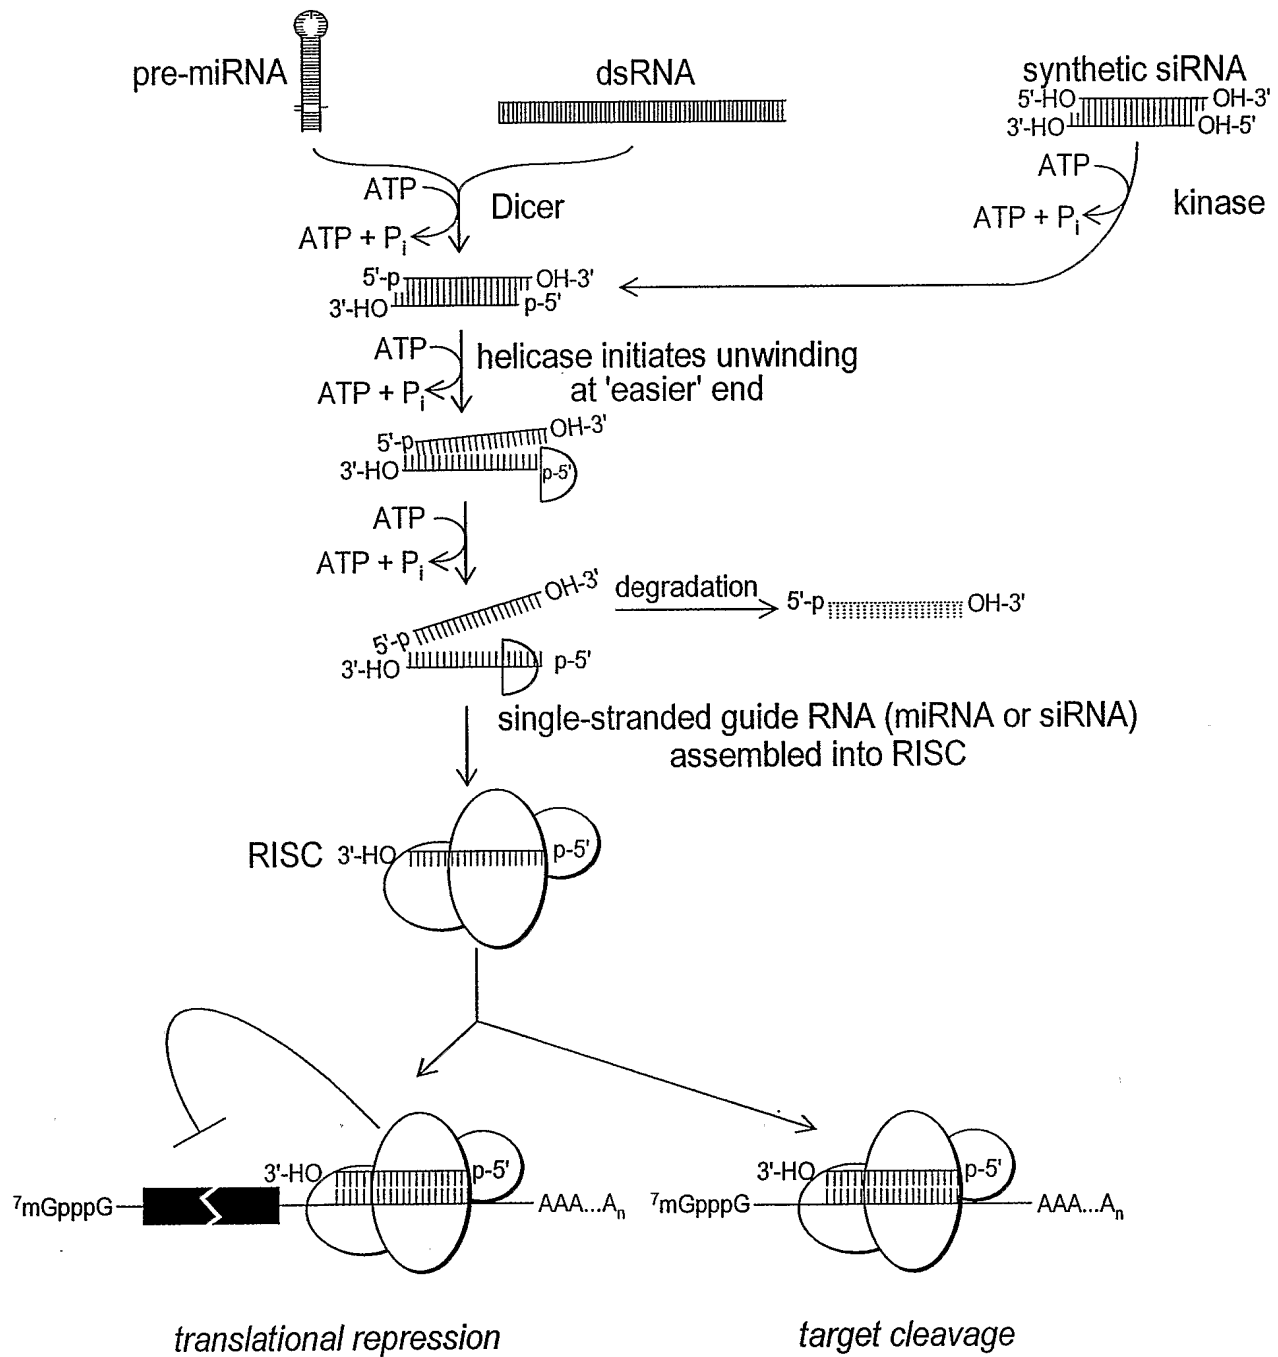 pre-miRNA
dsRNA
synthetic siRNA
5'-HO OH-3'
3'-HO OH-5'
ATP
ATP + Pi
Dicer
ATP
ATP + Pi
kinase
5'-p OH-3'
3'-HO p-5'
ATP
ATP + Pi
helicase initiates unwinding
at 'easier' end
5'-p OH-3'
3'-HO p-5'
ATP
ATP + Pi
5'-p OH-3'
3'-HO p-5'
degradation
5'-p OH-3'
single-stranded guide RNA (miRNA or siRNA)
assembled into RISC
RISC 3'-HO p-5'
3'-HO p-5'
7mGpppG AAA...An
3'-HO p-5'
7mGpppG AAA...An
translational repression
target cleavage